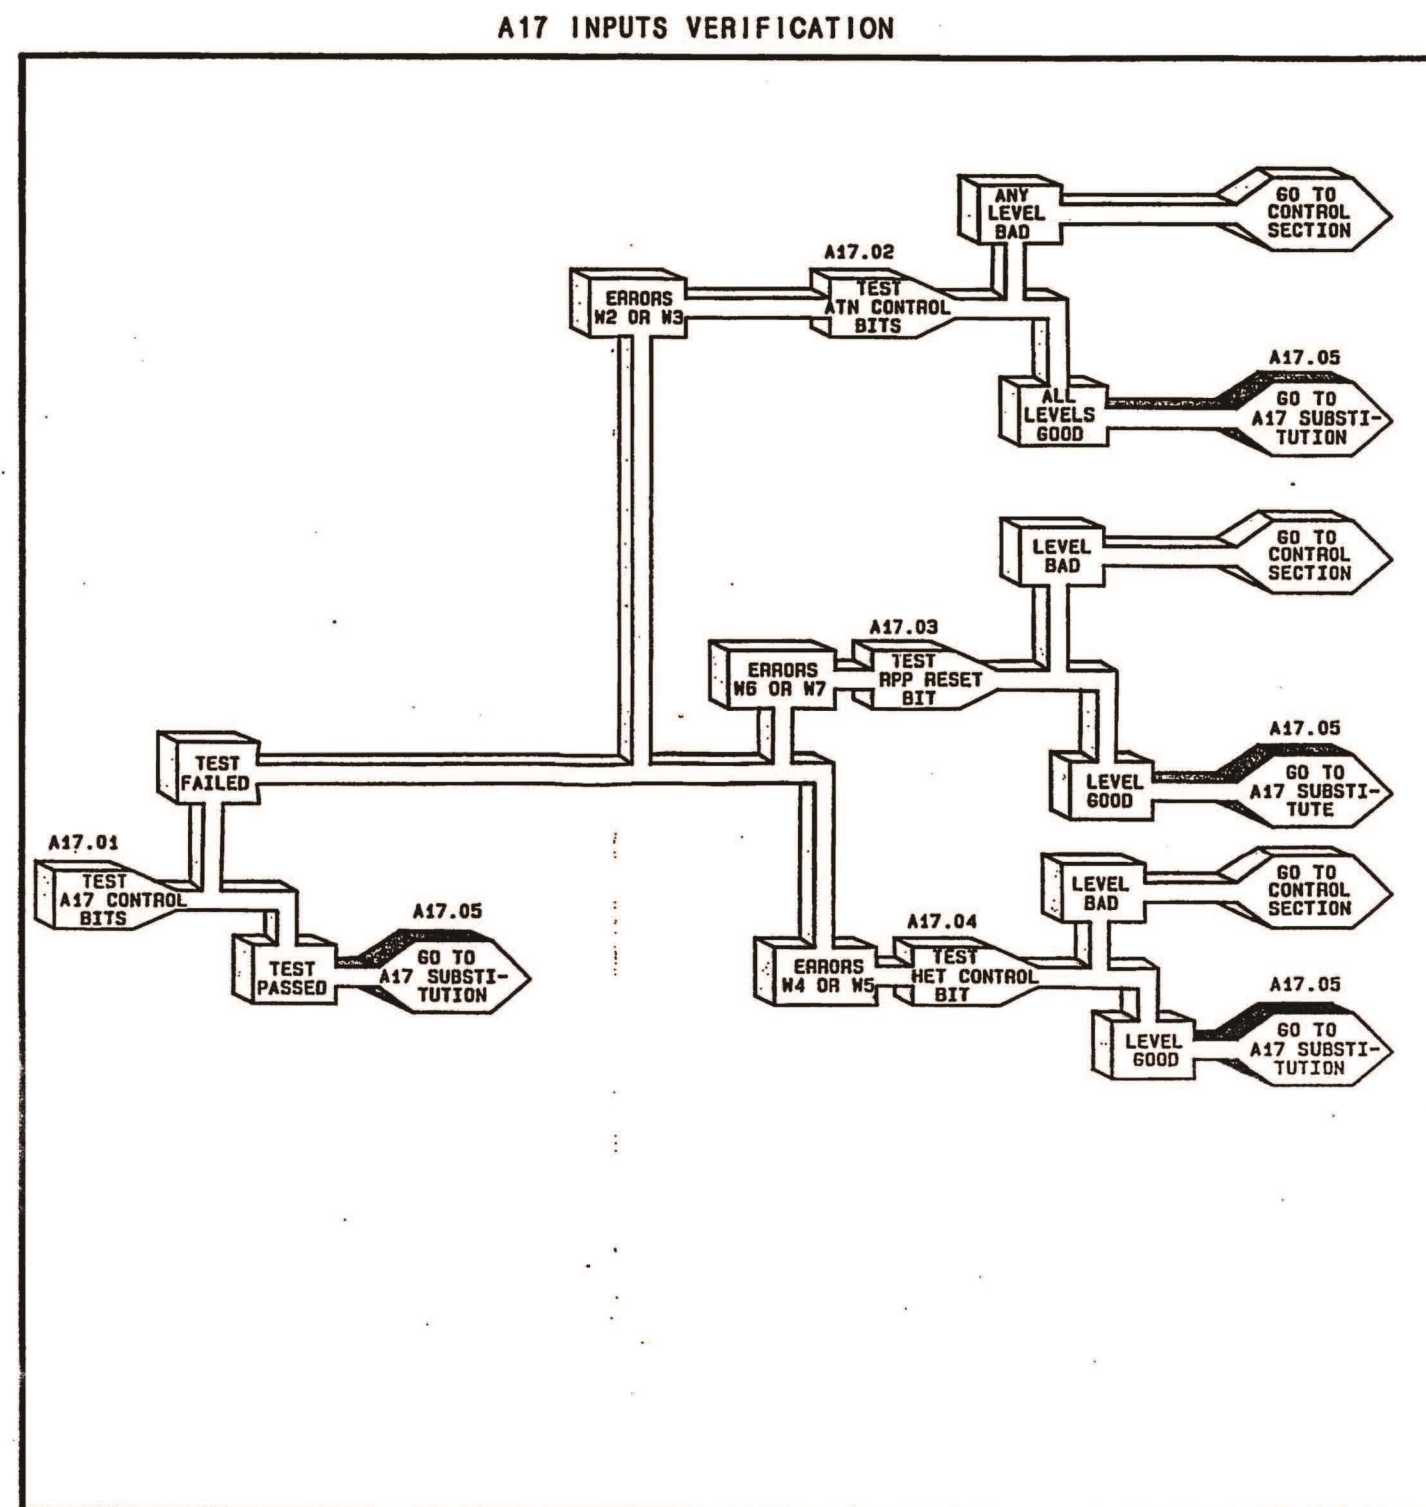 A17 INPUTS VERIFICATION
ANY
LEVEL
BAD
GO TO
CONTROL
SECTION
A17.02
TEST
ATN CONTROL
BITS
ERRORS
W2 OR W3
A17.05
ALL
LEVELS
GOOD
GO TO
A17 SUBSTI-
TUTION
LEVEL
BAD
GO TO
CONTROL
SECTION
A17.03
ERRORS
W6 OR W7
TEST
RPP RESET
BIT
A17.05
LEVEL
GOOD
GO TO
A17 SUBSTI-
TUTE
TEST
FAILED
A17.01
TEST
A17 CONTROL
BITS
LEVEL
BAD
GO TO
CONTROL
SECTION
A17.05
TEST
PASSED
GO TO
A17 SUBSTI-
TUTION
A17.04
ERRORS
W4 OR W5
TEST
HET CONTROL
BIT
A17.05
LEVEL
GOOD
GO TO
A17 SUBSTI-
TUTION